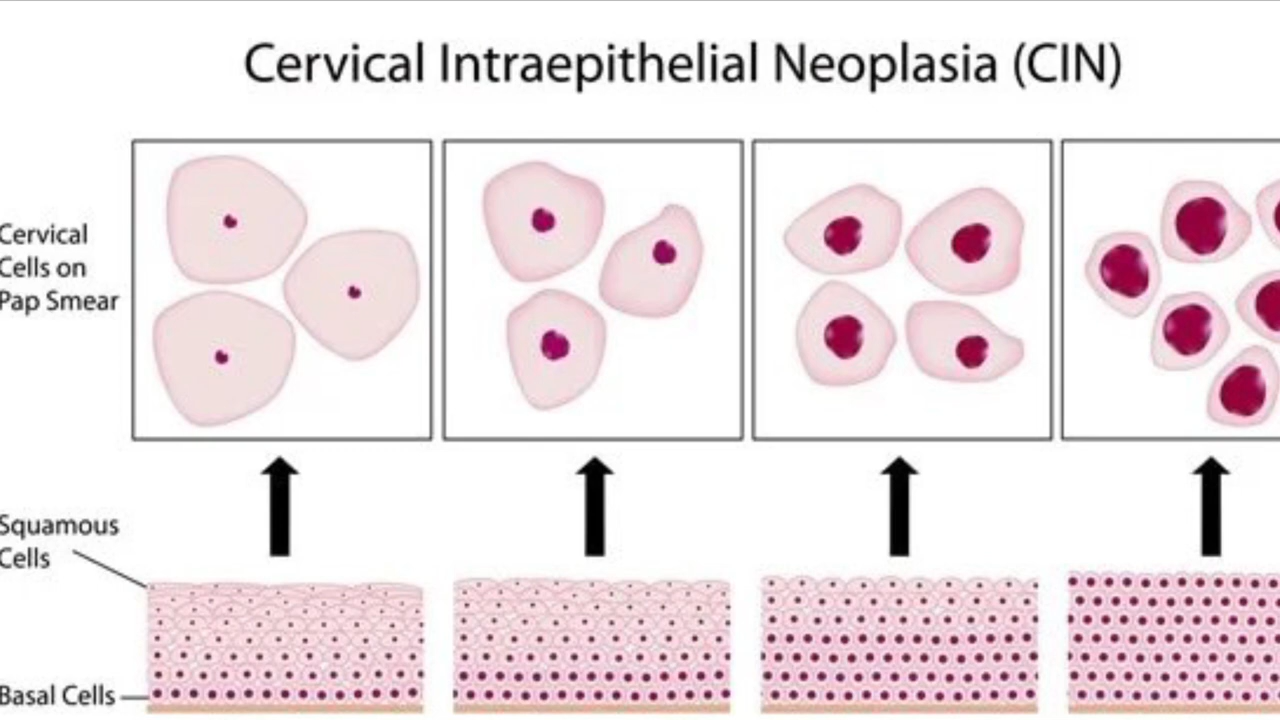 Cervical Intraepithelial Neoplasia (CIN)
Cervical
Cells on
Pap Smear
Squamous
Cells
Basal Cells